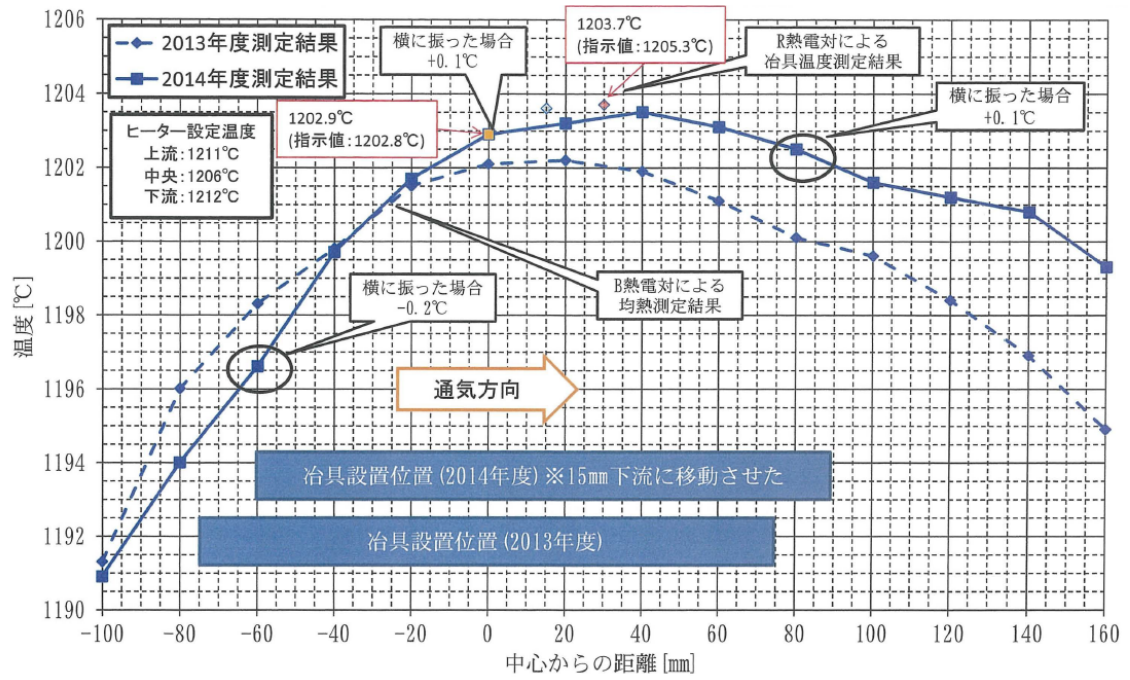 1206
1204
1202
1200
1198
1196
1194
1192
1190
温度[℃]
2013年度測定結果
2014年度測定結果
ヒーター設定温度
上流:1211℃
中央:1206℃
下流:1212℃
1202.9℃
(指示値:1202.8℃)
横に振った場合
+0.1℃
1203.7℃
(指示値:1205.3℃)
R熱電対による
冶具温度測定結果
横に振った場合
+0.1℃
横に振った場合
-0.2℃
B熱電対による
均熱測定結果
通気方向
冶具設置位置(2014年度)※15mm下流に移動させた
冶具設置位置(2013年度)
-100
-80
-60
-40
-20
0
20
40
60
80
100
120
140
160
中心からの距離[mm]